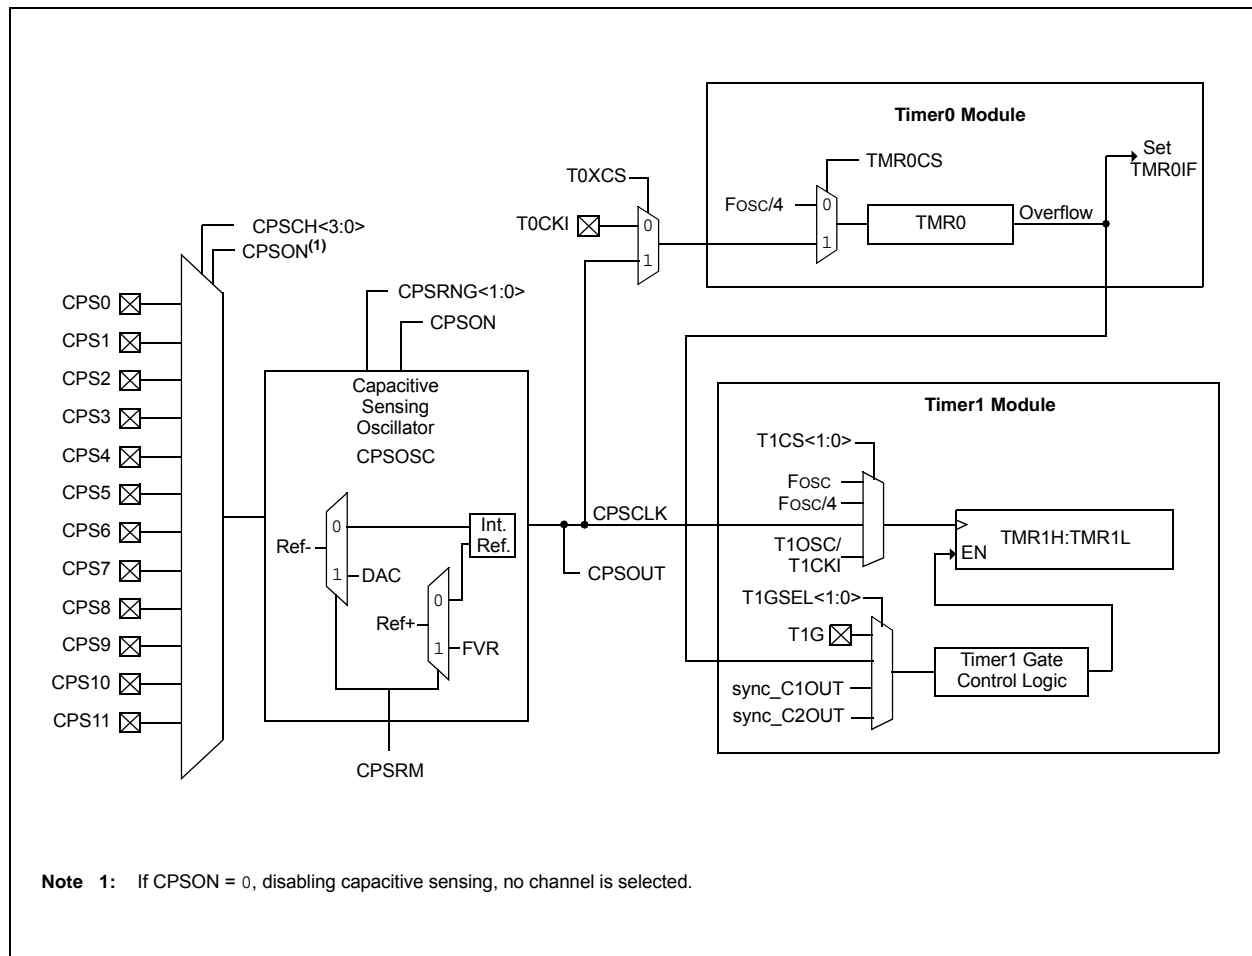 Timer0 Module
TMR0CS
Set
TMR0IF
T0XCS
FOSC/4
0
1
TMR0
Overflow
T0CKI
0
1
CPSCH<3:0>
CPSON(1)
CPS0
CPS1
CPS2
CPS3
CPS4
CPS5
CPS6
CPS7
CPS8
CPS9
CPS10
CPS11
CPSRNG<1:0>
CPSON
Capacitive
Sensing
Oscillator
CPSOSC
0
1
Ref-
DAC
Int.
Ref.
0
1
Ref+
FVR
CPSRM
CPSCLK
CPSOUT
Timer1 Module
T1CS<1:0>
FOSC
FOSC/4
T1OSC/
T1CKI
TMR1H:TMR1L
EN
T1GSEL<1:0>
T1G
sync_C1OUT
sync_C2OUT
Timer1 Gate
Control Logic
Note 1: If CPSON = 0, disabling capacitive sensing, no channel is selected.